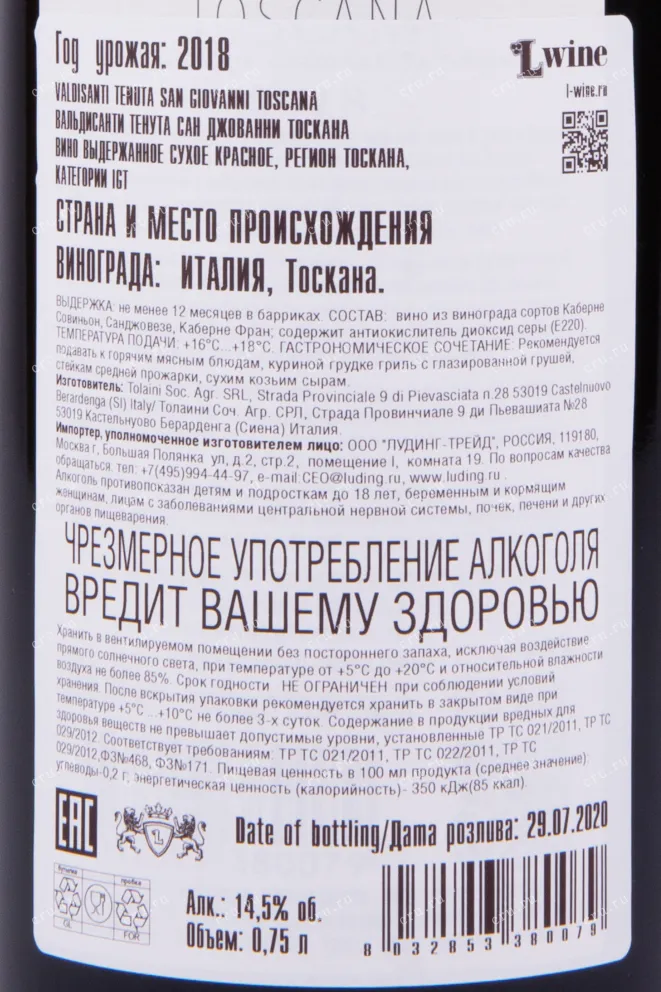 TOSCANA
Год урожая: 2018
Lwine
l-wine.ru
VALDISANTI TENUTA SAN GIOVANNI TOSCANA
ВАЛЬДИСАНТИ ТЕНУТА САН ДЖОВАННИ ТОСКАНА
ВИНО ВЫДЕРЖАННОЕ СУХОЕ КРАСНОЕ, РЕГИОН ТОСКАНА,
КАТЕГОРИИ IGT
СТРАНА И МЕСТО ПРОИСХОЖДЕНИЯ
ВИНОГРАДА: ИТАЛИЯ, Тоскана.
ВЫДЕРЖКА: не менее 12 месяцев в барриках. СОСТАВ: вино из винограда сортов Каберне
Совиньон, Санджовезе, Каберне Фран; содержит антиокислитель диоксид серы (Е220).
ТЕМПЕРАТУРА ПОДАЧИ: +16°С...+18°С. ГАСТРОНОМИЧЕСКОЕ СОЧЕТАНИЕ: Рекомендуется
подавать к горячим мясным блюдам, куриной грудке гриль с глазированной грушей,
стейкам средней прожарки, сухим козьим сырам.
Изготовитель: Tolaini Soc. Agr. SRL, Strada Provinciale 9 di Pievasciata n.28 53019 Castelnuovo
Berardenga (SI) Italy/ Толаини Соч. Агр. СРЛ, Страда Провинчиале 9 ди Пьевашиата №28
53019 Кастельнуово Берарденга (Сиена) Италия.
Импортер, уполномоченное изготовителем лицо: ООО "ЛУДИНГ-ТРЕЙД", РОССИЯ, 119180,
Москва г, Большая Полянка ул, д.2, стр.2, помещение I, комната 19. По вопросам качества
обращаться: тел: +7(495)994-44-97, e-mail:CEO@luding.ru, www.luding.ru .
Алкоголь противопоказан детям и подросткам до 18 лет, беременным и кормящим
женщинам, лицам с заболеваниями центральной нервной системы, почек, печени и других
органов пищеварения.
ЧРЕЗМЕРНОЕ УПОТРЕБЛЕНИЕ АЛКОГОЛЯ
ВРЕДИТ ВАШЕМУ ЗДОРОВЬЮ
Хранить в вентилируемом помещении без постороннего запаха, исключая воздействие
прямого солнечного света, при температуре от +5°С до +20°С и относительной влажности
воздуха не более 85%. Срок годности НЕ ОГРАНИЧЕН при соблюдении условий
хранения. После вскрытия упаковки рекомендуется хранить в закрытом виде при
температуре +5°С ...+10°С не более 3-х суток. Содержание в продукции вредных для
здоровья веществ не превышает допустимые уровни, установленные ТР ТС 021/2011, ТР ТС
029/2012. Соответствует требованиям: ТР ТС 021/2011, ТР ТС 022/2011, ТР ТС
029/2012,ФЗ№468, ФЗ№171. Пищевая ценность в 100 мл продукта (среднее значение):
углеводы-0,2 г; энергетическая ценность (калорийность)- 350 кДж(85 ккал).
EAC
L
Date of bottling/Дата розлива: 29.07.2020
бутылка
пробка
GL
FOR
Алк.: 14,5% об.
Объем: 0,75 л
8 032853 380079